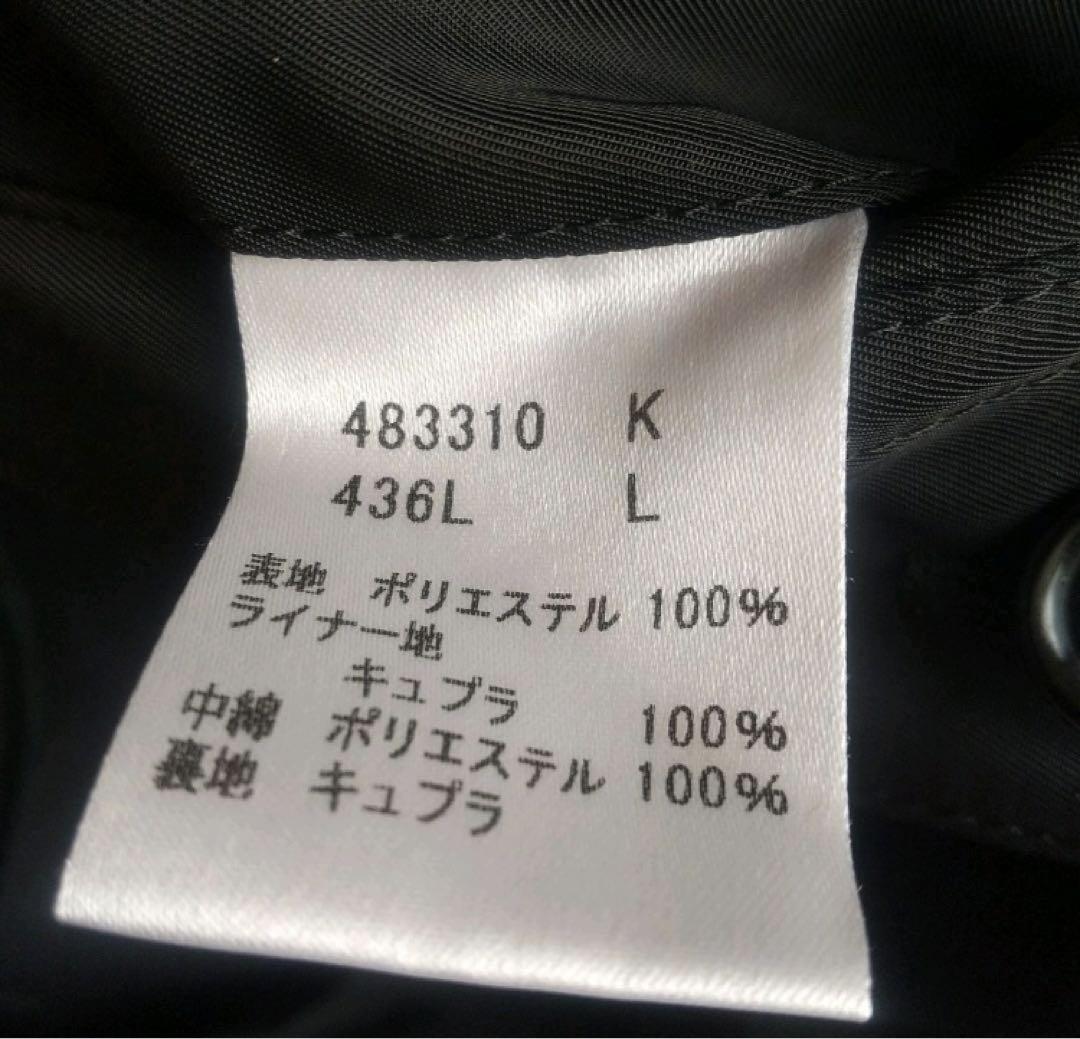 483310 K
436L L
表地 ポリエステル 100%
ライナー地
キュプラ 100%
中綿 ポリエステル 100%
裏地 キュプラ